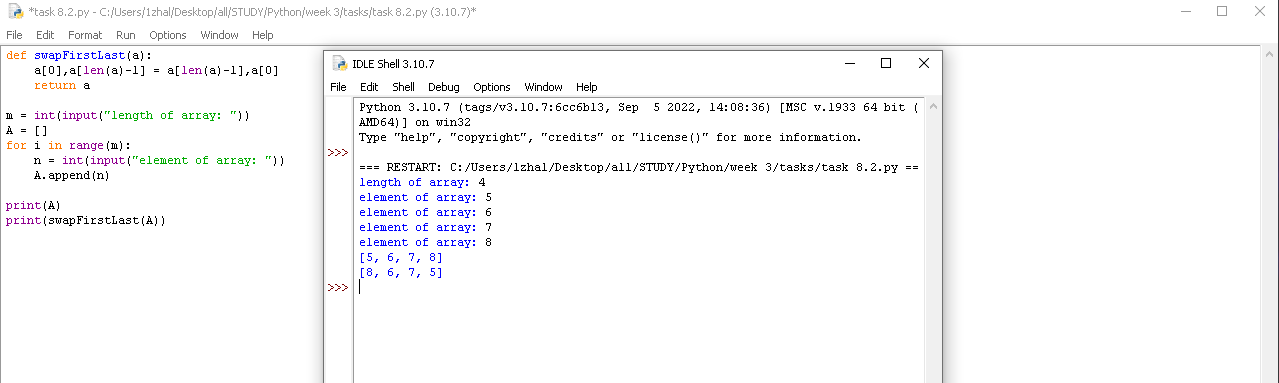 *task 8.2.py - C:/Users/1zhal/Desktop/all/STUDY/Python/week 3/tasks/task 8.2.py (3.10.7)*
File Edit Format Run Options Window Help
def swapFirstLast(a):
    a[0],a[len(a)-1] = a[len(a)-1],a[0]
    return a
m = int(input("length of array: "))
A = []
for i in range(m):
    n = int(input("element of array: "))
    A.append(n)
print(A)
print(swapFirstLast(A))
IDLE Shell 3.10.7
File Edit Shell Debug Options Window Help
Python 3.10.7 (tags/v3.10.7:6cc6b13, Sep  5 2022, 14:08:36) [MSC v.1933 64 bit (
AMD64)] on win32
Type "help", "copyright", "credits" or "license()" for more information.
>>>
=== RESTART: C:/Users/1zhal/Desktop/all/STUDY/Python/week 3/tasks/task 8.2.py ==
length of array: 4
element of array: 5
element of array: 6
element of array: 7
element of array: 8
[5, 6, 7, 8]
[8, 6, 7, 5]
>>>